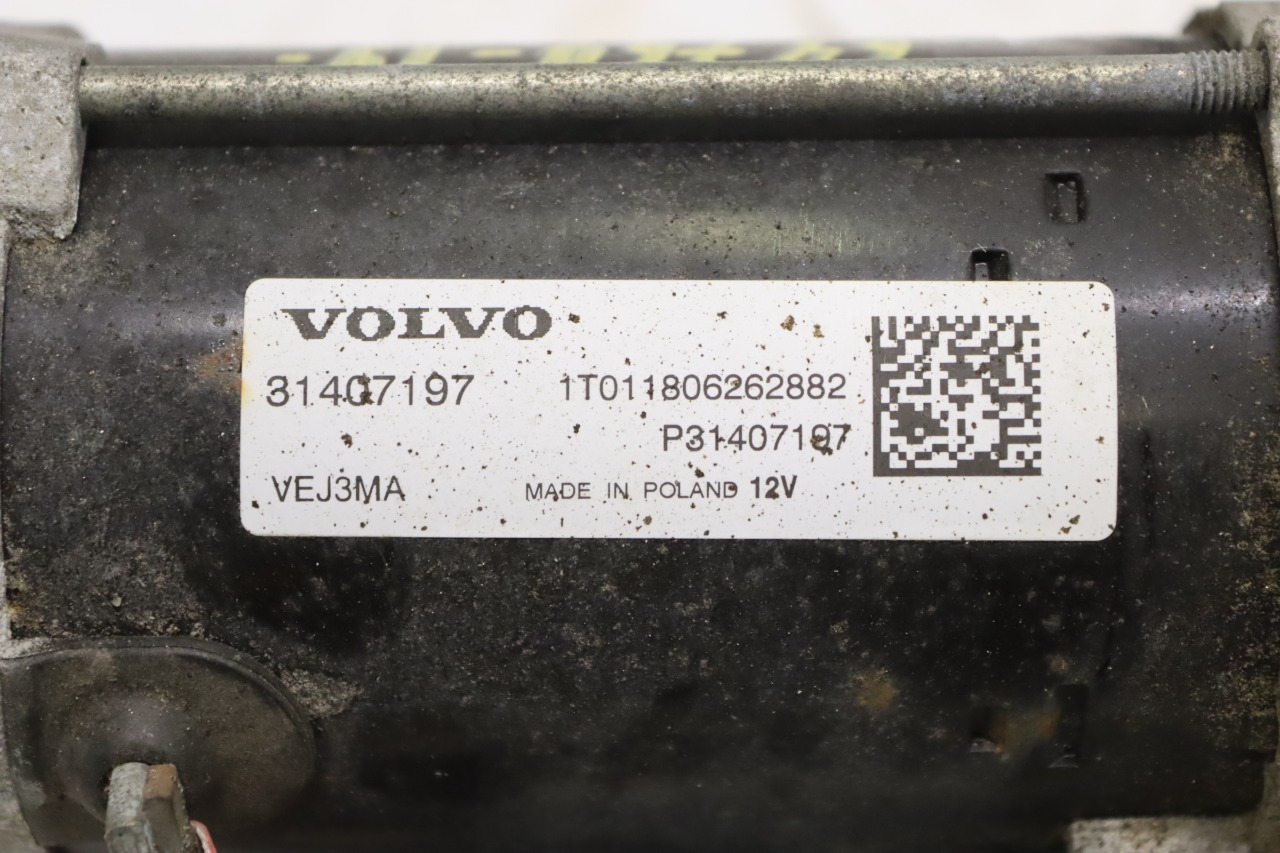 VOLVO
31407197 1T011806262882
P31407197
VEJ3MA MADE IN POLAND 12V